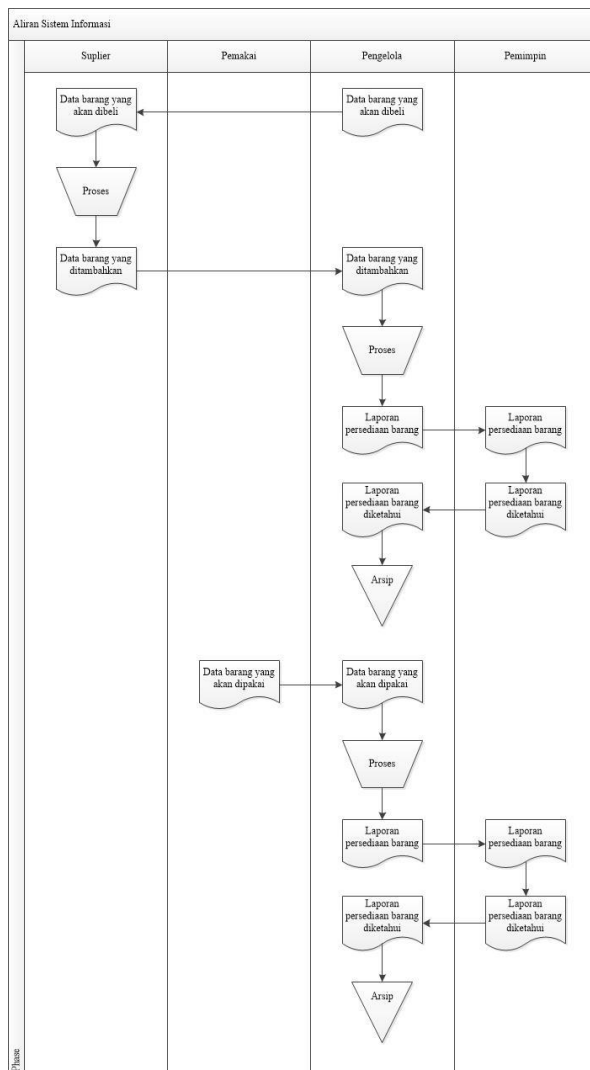 Aliran Sistem Informasi
Suplier
Pemakai
Pengelola
Pemimpin
Data barang yang
akan dibeli
Data barang yang
akan dibeli
Proses
Data barang yang
ditambahkan
Data barang yang
ditambahkan
Proses
Laporan
persediaan barang
Laporan
persediaan barang
Laporan
persediaan barang
diketahui
Laporan
persediaan barang
diketahui
Arsip
Data barang yang
akan dipakai
Data barang yang
akan dipakai
Proses
Laporan
persediaan barang
Laporan
persediaan barang
Laporan
persediaan barang
diketahui
Laporan
persediaan barang
diketahui
Arsip
Phase